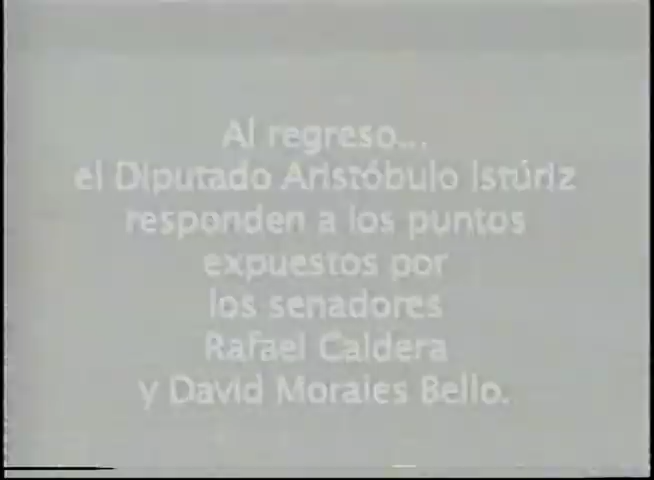 Al regreso...
el Diputado Aristóbulo Istúriz
responden a los puntos
expuestos por
los senadores
Rafael Caldera
y David Morales Bello.